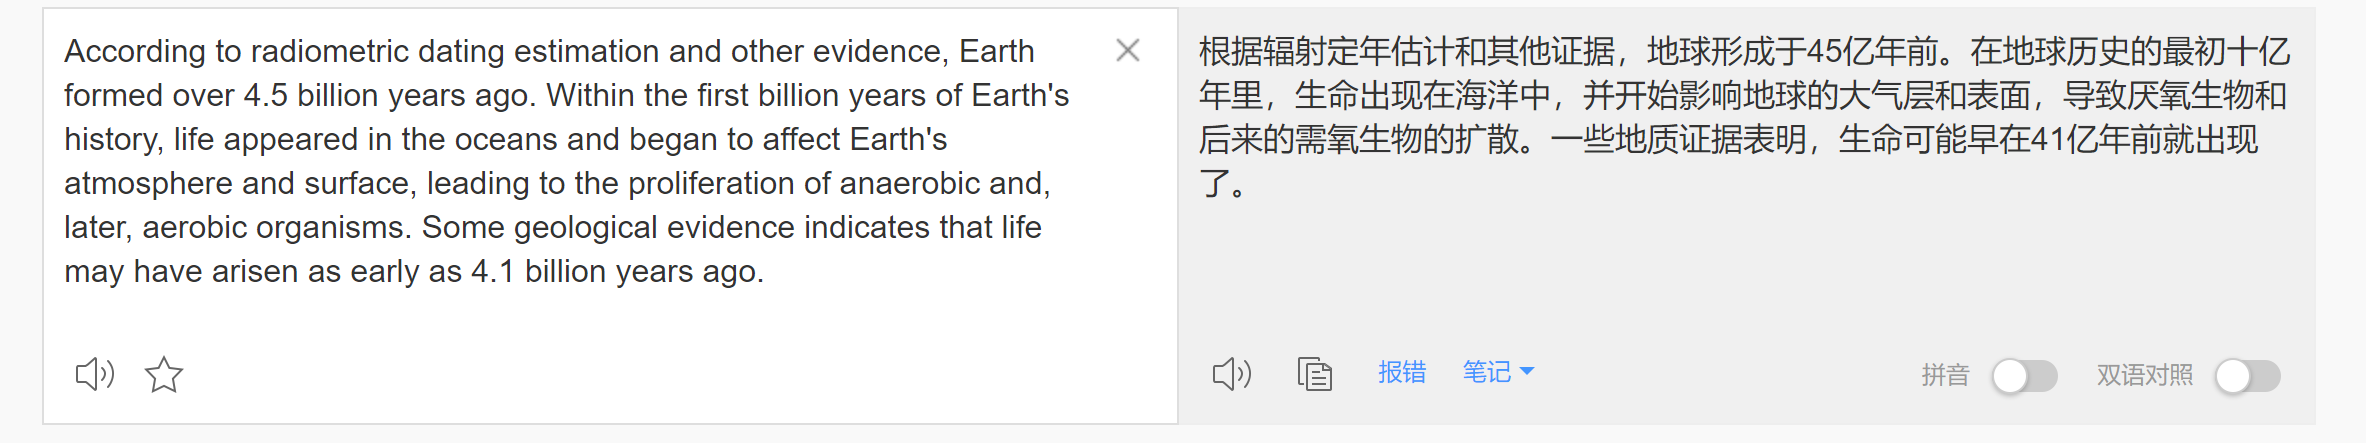 According to radiometric dating estimation and other evidence, Earth
formed over 4.5 billion years ago. Within the first billion years of Earth's
history, life appeared in the oceans and began to affect Earth's
atmosphere and surface, leading to the proliferation of anaerobic and,
later, aerobic organisms. Some geological evidence indicates that life
may have arisen as early as 4.1 billion years ago.
根据辐射定年估计和其他证据，地球形成于45亿年前。在地球历史的最初十亿
年里，生命出现在海洋中，并开始影响地球的大气层和表面，导致厌氧生物和
后来的需氧生物的扩散。一些地质证据表明，生命可能早在41亿年前就出现
了。
报错 笔记 拼音 双语对照